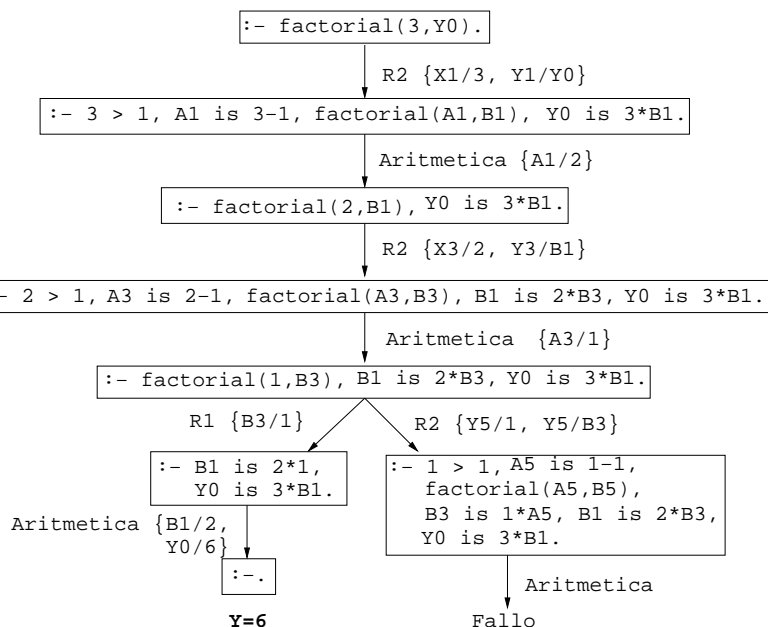 :- factorial(3,Y0).
R2 {X1/3, Y1/Y0}
:- 3 > 1, A1 is 3-1, factorial(A1,B1), Y0 is 3*B1.
Aritmetica {A1/2}
:- factorial(2,B1), Y0 is 3*B1.
R2 {X3/2, Y3/B1}
- 2 > 1, A3 is 2-1, factorial(A3,B3), B1 is 2*B3, Y0 is 3*B1.
Aritmetica {A3/1}
:- factorial(1,B3), B1 is 2*B3, Y0 is 3*B1.
R1 {B3/1}
R2 {Y5/1, Y5/B3}
:- B1 is 2*1,
Y0 is 3*B1.
:- 1 > 1, A5 is 1-1,
factorial(A5,B5),
B3 is 1*A5, B1 is 2*B3,
Y0 is 3*B1.
Aritmetica {B1/2,
Y0/6}
:-.
Aritmetica
Y=6
Fallo